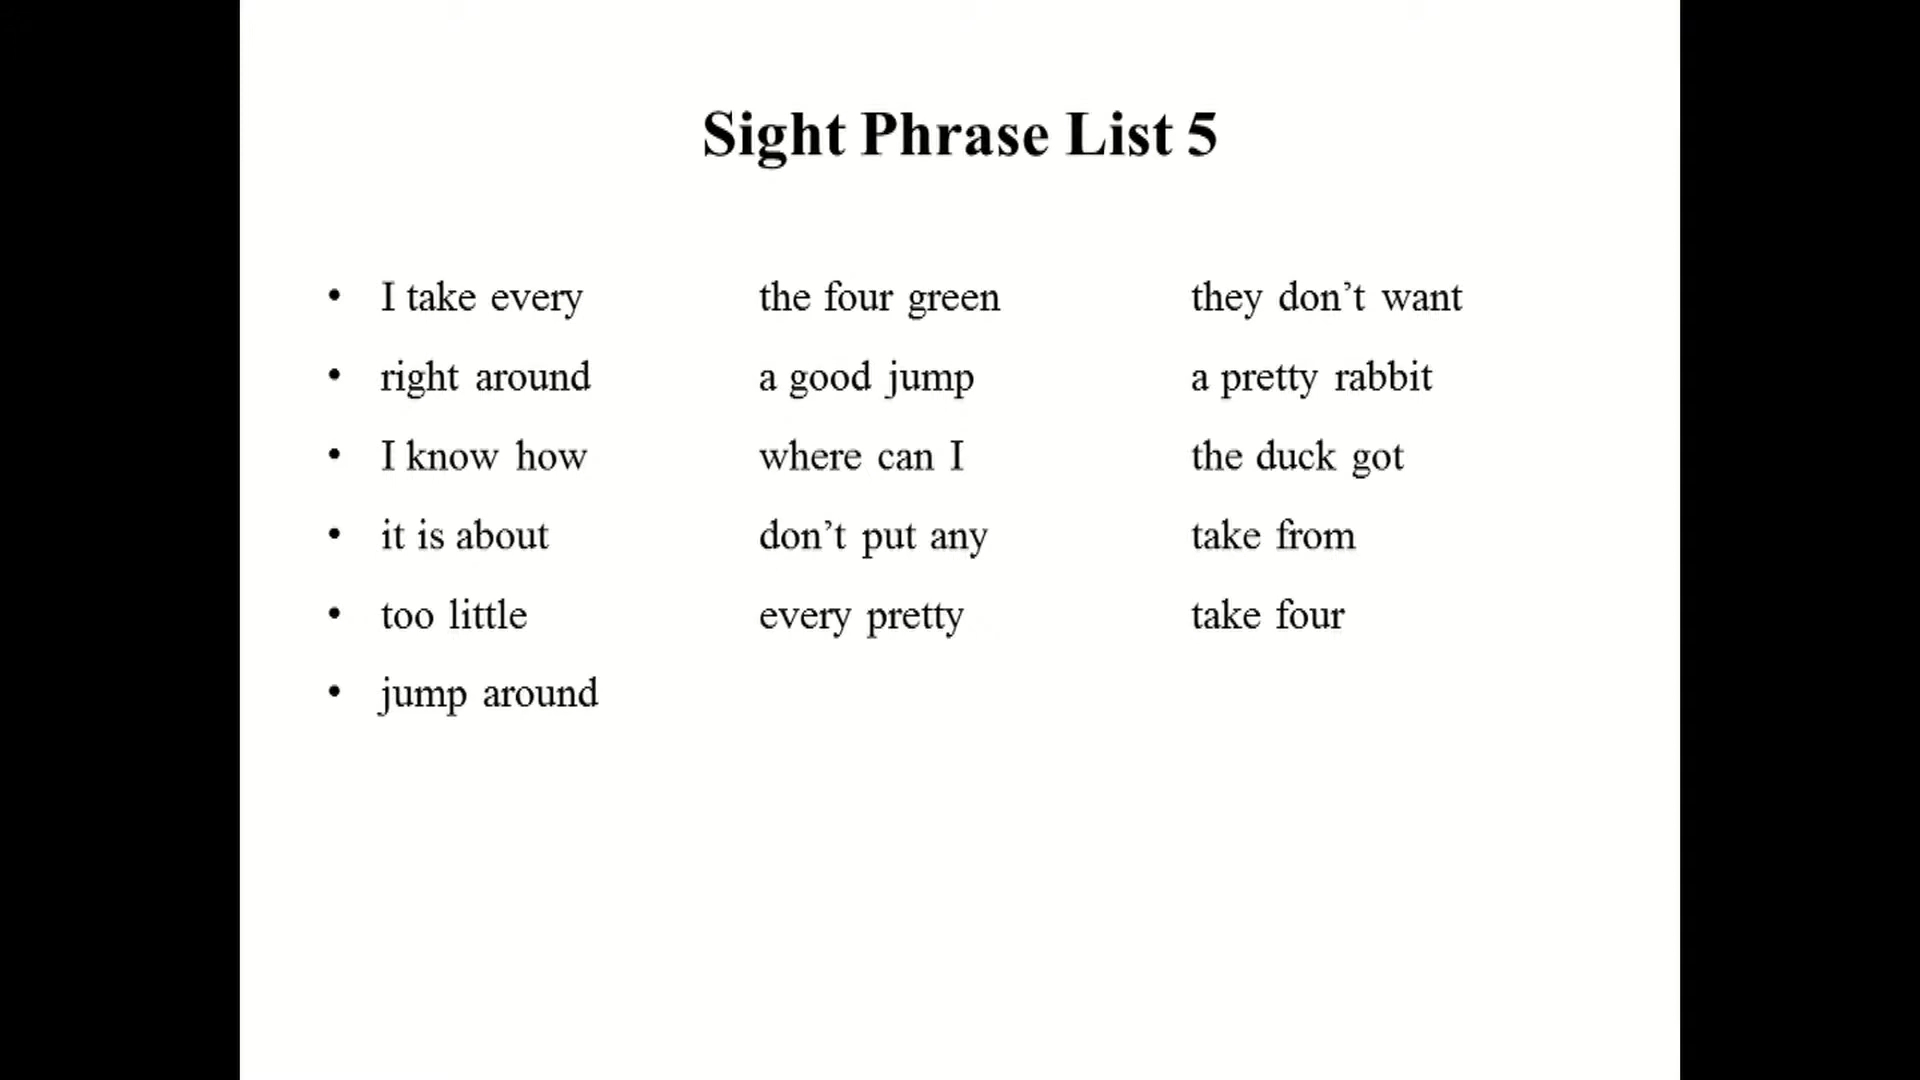 Sight Phrase List 5
• I take every the four green they don’t want
• right around a good jump a pretty rabbit
• I know how where can I the duck got
• it is about don’t put any take from
• too little every pretty take four
• jump around